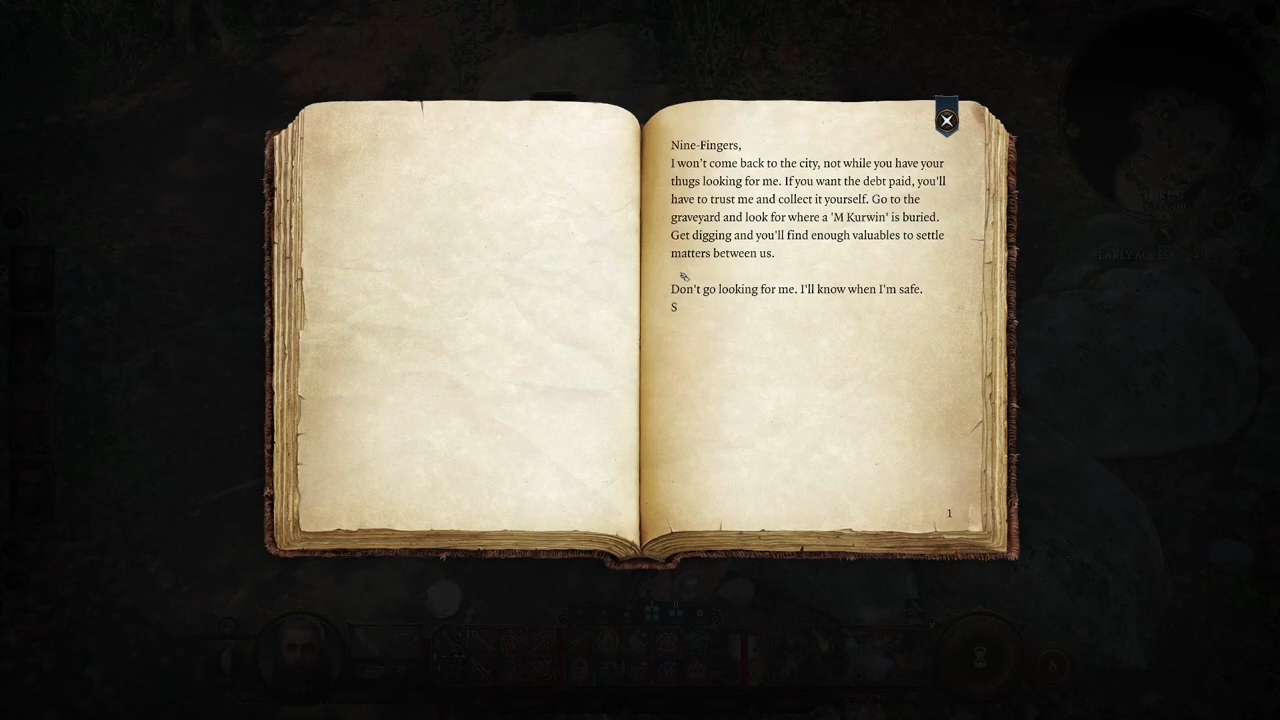 Nine-Fingers,
I won't come back to the city, not while you have your
thugs looking for me. If you want the debt paid, you'll
have to trust me and collect it yourself. Go to the
graveyard and look for where a 'M Kurwin' is buried.
Get digging and you'll find enough valuables to settle
matters between us.
Don't go looking for me. I'll know when I'm safe.
S
1
EARLY ACCESS